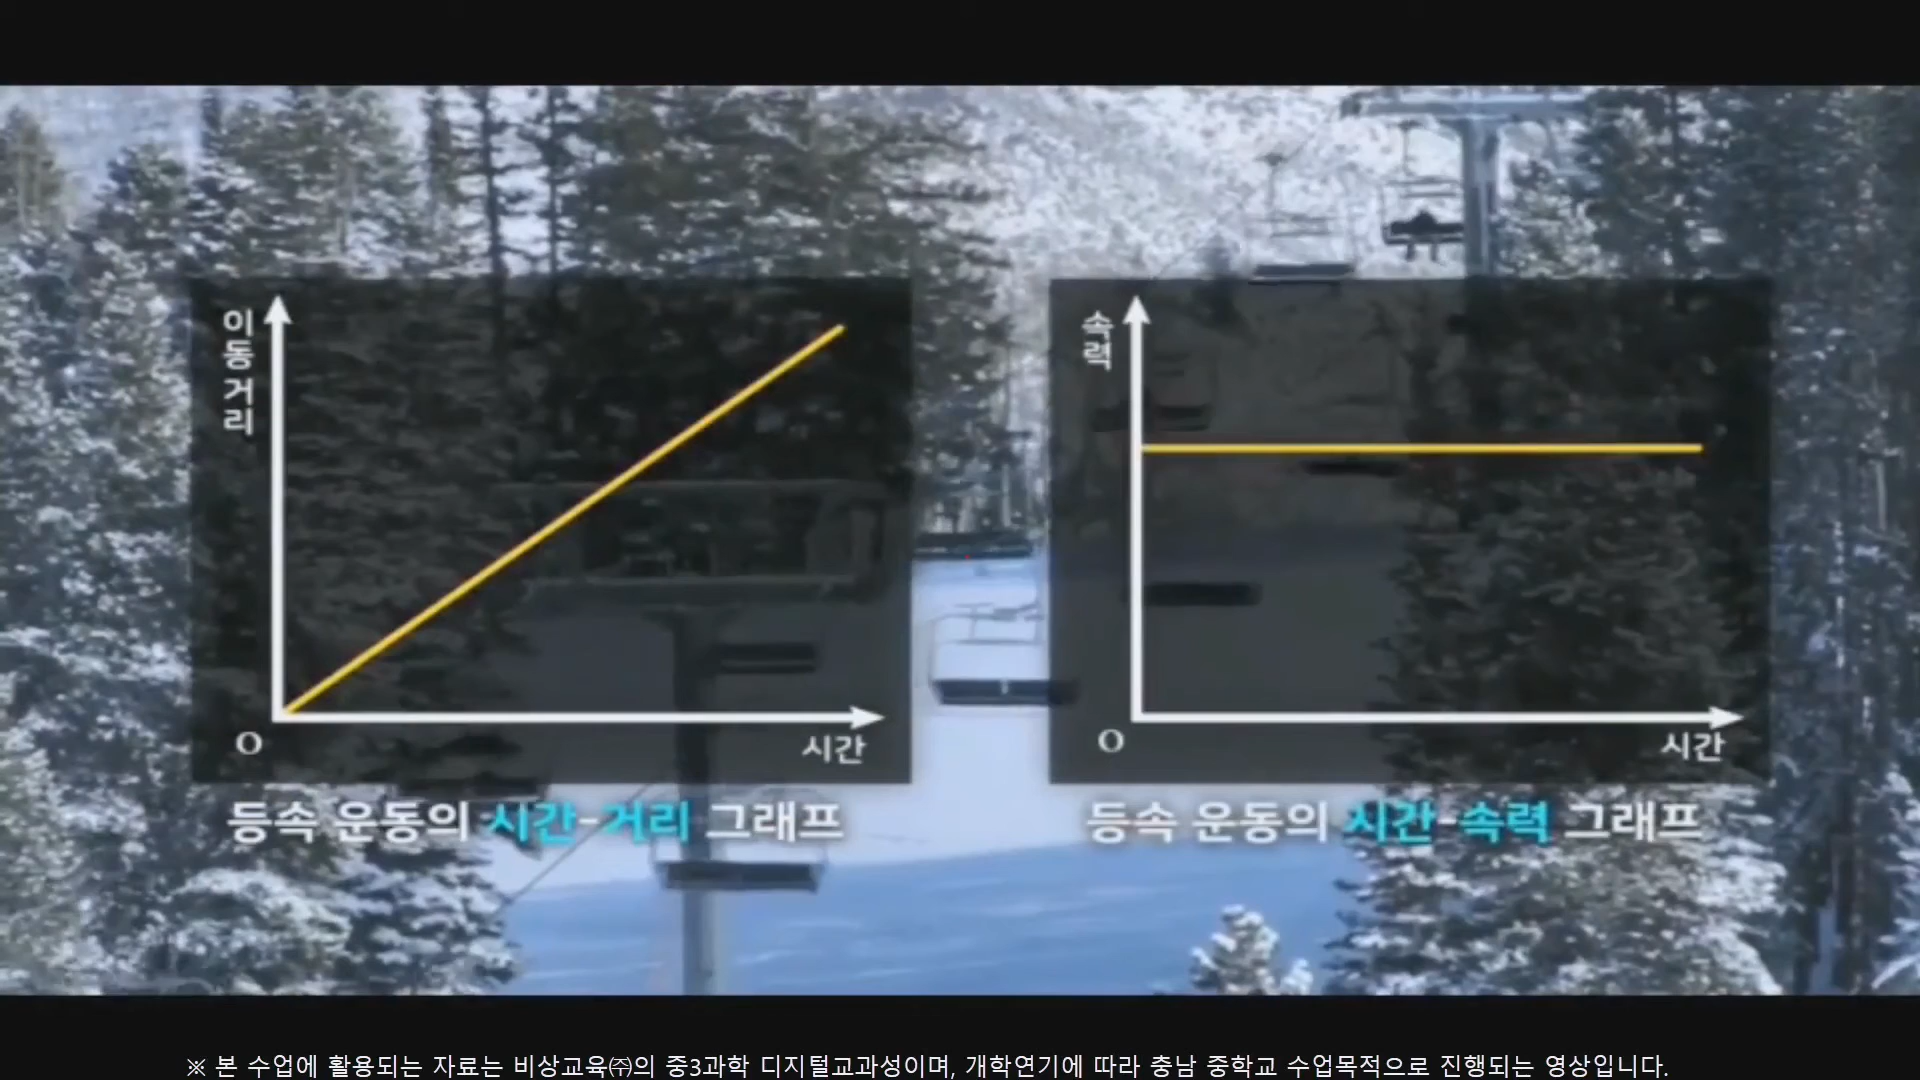 이동거리
속력
O
시간
O
시간
등속 운동의 시간-거리 그래프
등속 운동의 시간-속력 그래프
※ 본 수업에 활용되는 자료는 비상교육㈜의 중3과학 디지털교과성이며, 개학연기에 따라 충남 중학교 수업목적으로 진행되는 영상입니다.